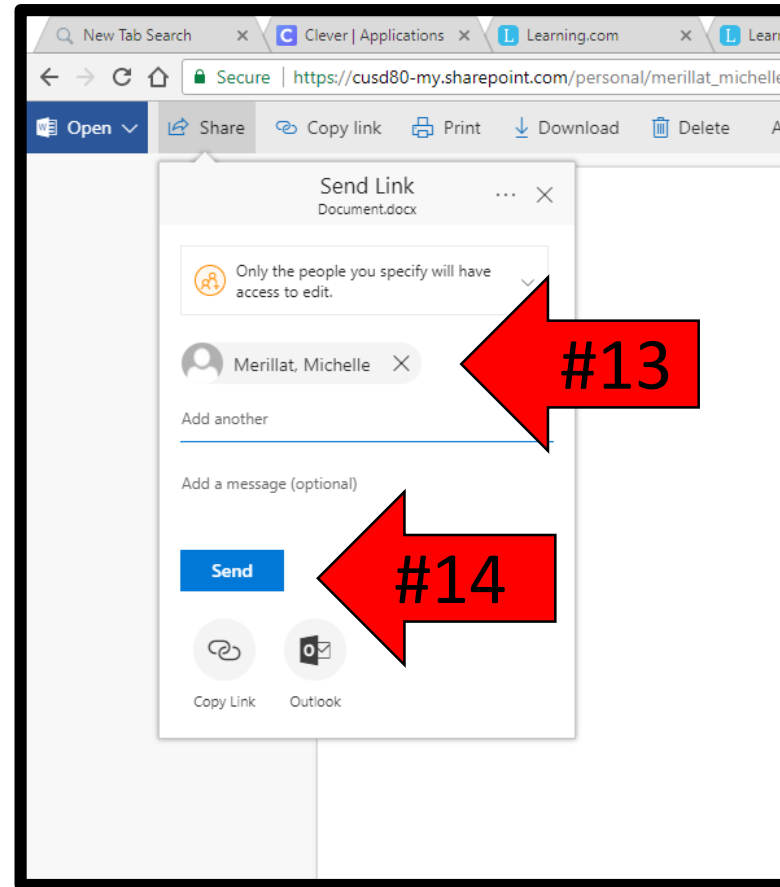 New Tab Search
Clever | Applications
Learning.com
Secure | https://cusd80-my.sharepoint.com/personal/merillat_michelle
Open Share Copy link Print Download Delete
Send Link
Document.docx
Only the people you specify will have
access to edit.
#13
Merillat, Michelle
Add another
Add a message (optional)
Send
#14
Copy Link Outlook